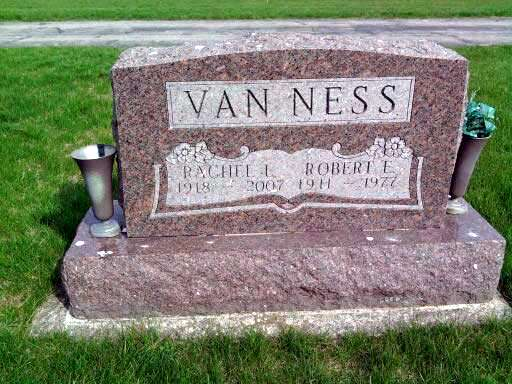 VAN NESS
RACHEL L. ROBERT E.
1918 – 2007 1911 – 1977